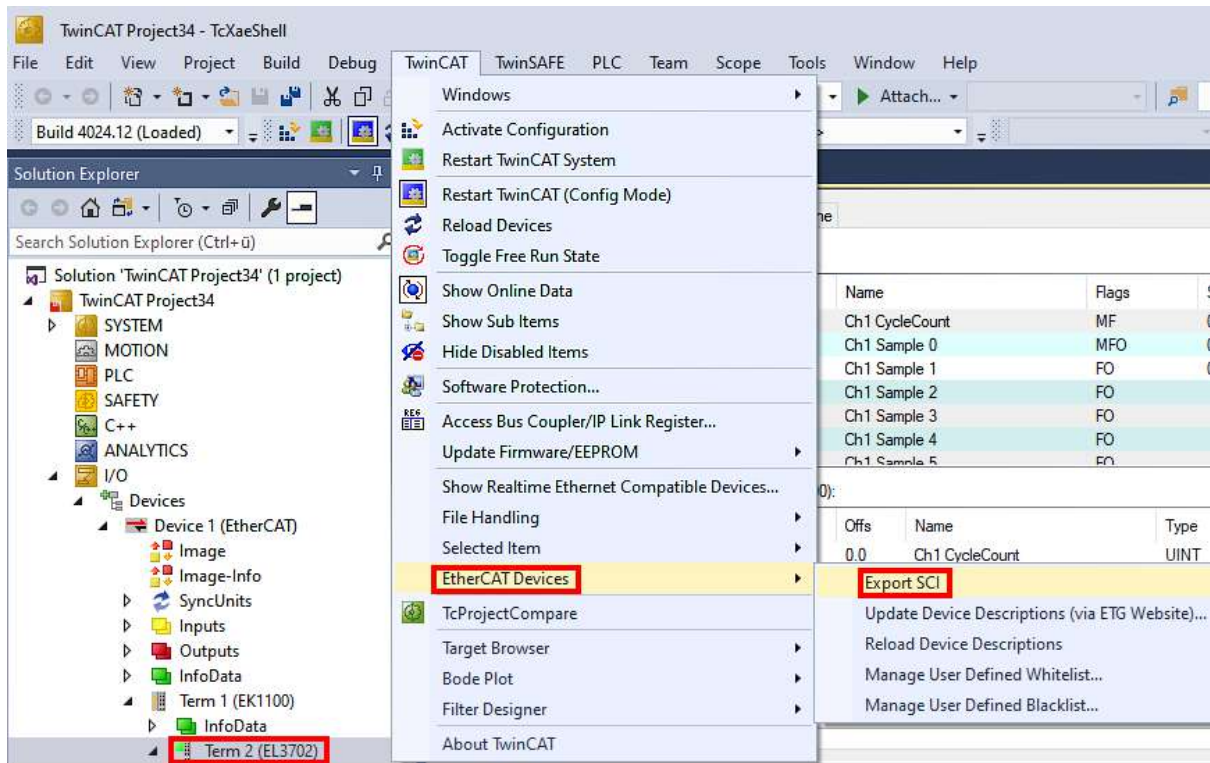 TwinCAT Project34 - TcXaeShell
File Edit View Project Build Debug TwinCAT TwinSAFE PLC Team Scope Tools Window Help
Attach...
Build 4024.12 (Loaded)
Solution Explorer
Search Solution Explorer (Ctrl+ü)
Solution 'TwinCAT Project34' (1 project)
TwinCAT Project34
SYSTEM
MOTION
PLC
SAFETY
C++
ANALYTICS
I/O
Devices
Device 1 (EtherCAT)
Image
Image-Info
SyncUnits
Inputs
Outputs
InfoData
Term 1 (EK1100)
InfoData
Term 2 (EL3702)
Windows
Activate Configuration
Restart TwinCAT System
Restart TwinCAT (Config Mode)
Reload Devices
Toggle Free Run State
Show Online Data
Show Sub Items
Hide Disabled Items
Software Protection...
REG
Access Bus Coupler/IP Link Register...
Update Firmware/EEPROM
Show Realtime Ethernet Compatible Devices...
File Handling
Selected Item
EtherCAT Devices
TcProjectCompare
Target Browser
Bode Plot
Filter Designer
About TwinCAT
Export SCI
Update Device Descriptions (via ETG Website)...
Reload Device Descriptions
Manage User Defined Whitelist...
Manage User Defined Blacklist...
ne
Name Flags
Ch1 CycleCount MF
Ch1 Sample 0 MFO
Ch1 Sample 1 FO
Ch1 Sample 2 FO
Ch1 Sample 3 FO
Ch1 Sample 4 FO
Ch1 Sample 5 FO
0):
Offs Name Type
0.0 Ch1 CycleCount UINT